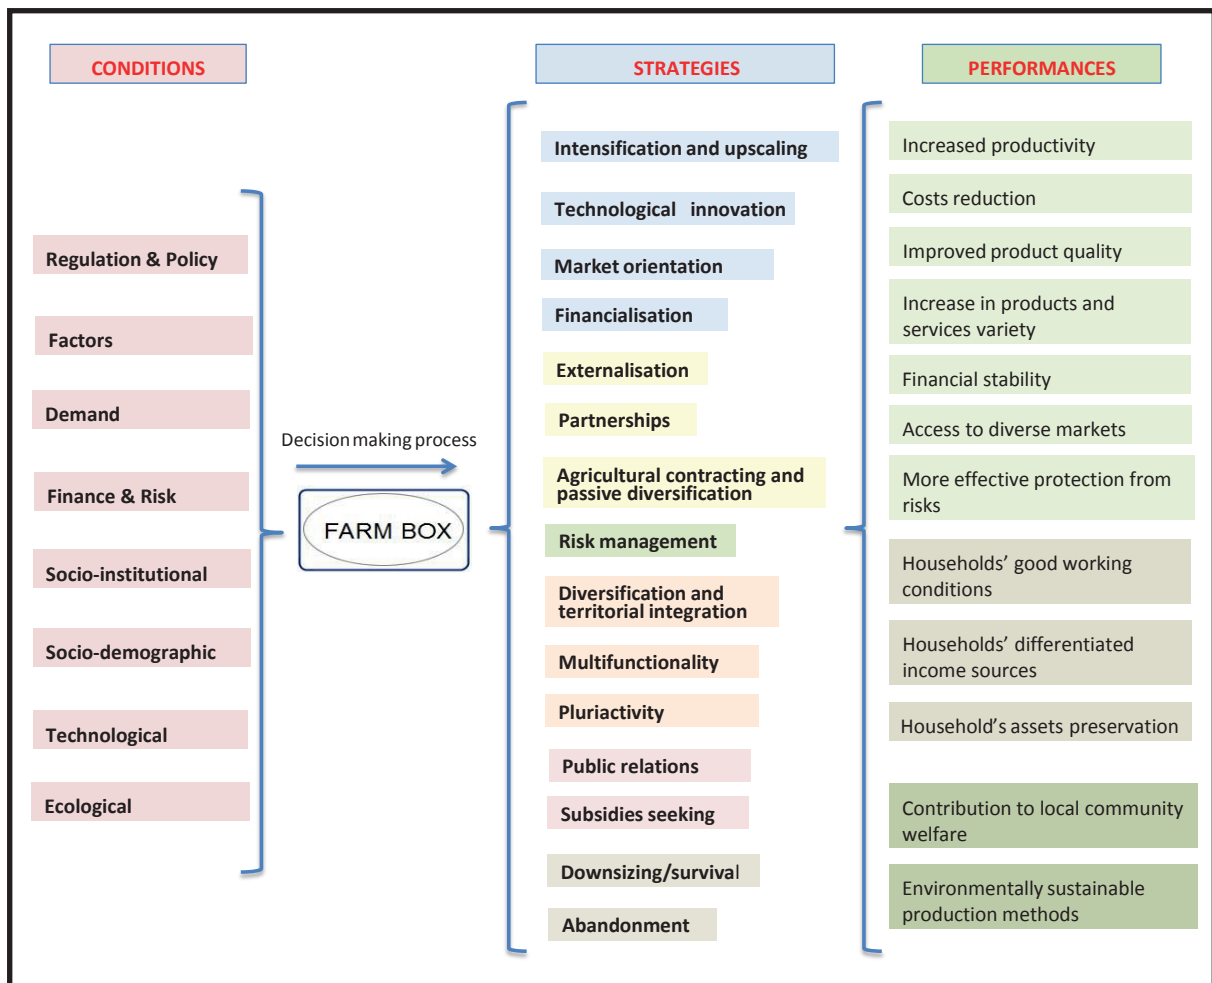 CONDITIONS
Regulation & Policy
Factors
Demand
Finance & Risk
Socio-institutional
Socio-demographic
Technological
Ecological
Decision making process
FARM BOX
STRATEGIES
Intensification and upscaling
Technological innovation
Market orientation
Financialisation
Externalisation
Partnerships
Agricultural contracting and
passive diversification
Risk management
Diversification and
territorial integration
Multifunctionality
Pluriactivity
Public relations
Subsidies seeking
Downsizing/survival
Abandonment
PERFORMANCES
Increased productivity
Costs reduction
Improved product quality
Increase in products and
services variety
Financial stability
Access to diverse markets
More effective protection from
risks
Households’ good working
conditions
Households’ differentiated
income sources
Household’s assets preservation
Contribution to local community
welfare
Environmentally sustainable
production methods